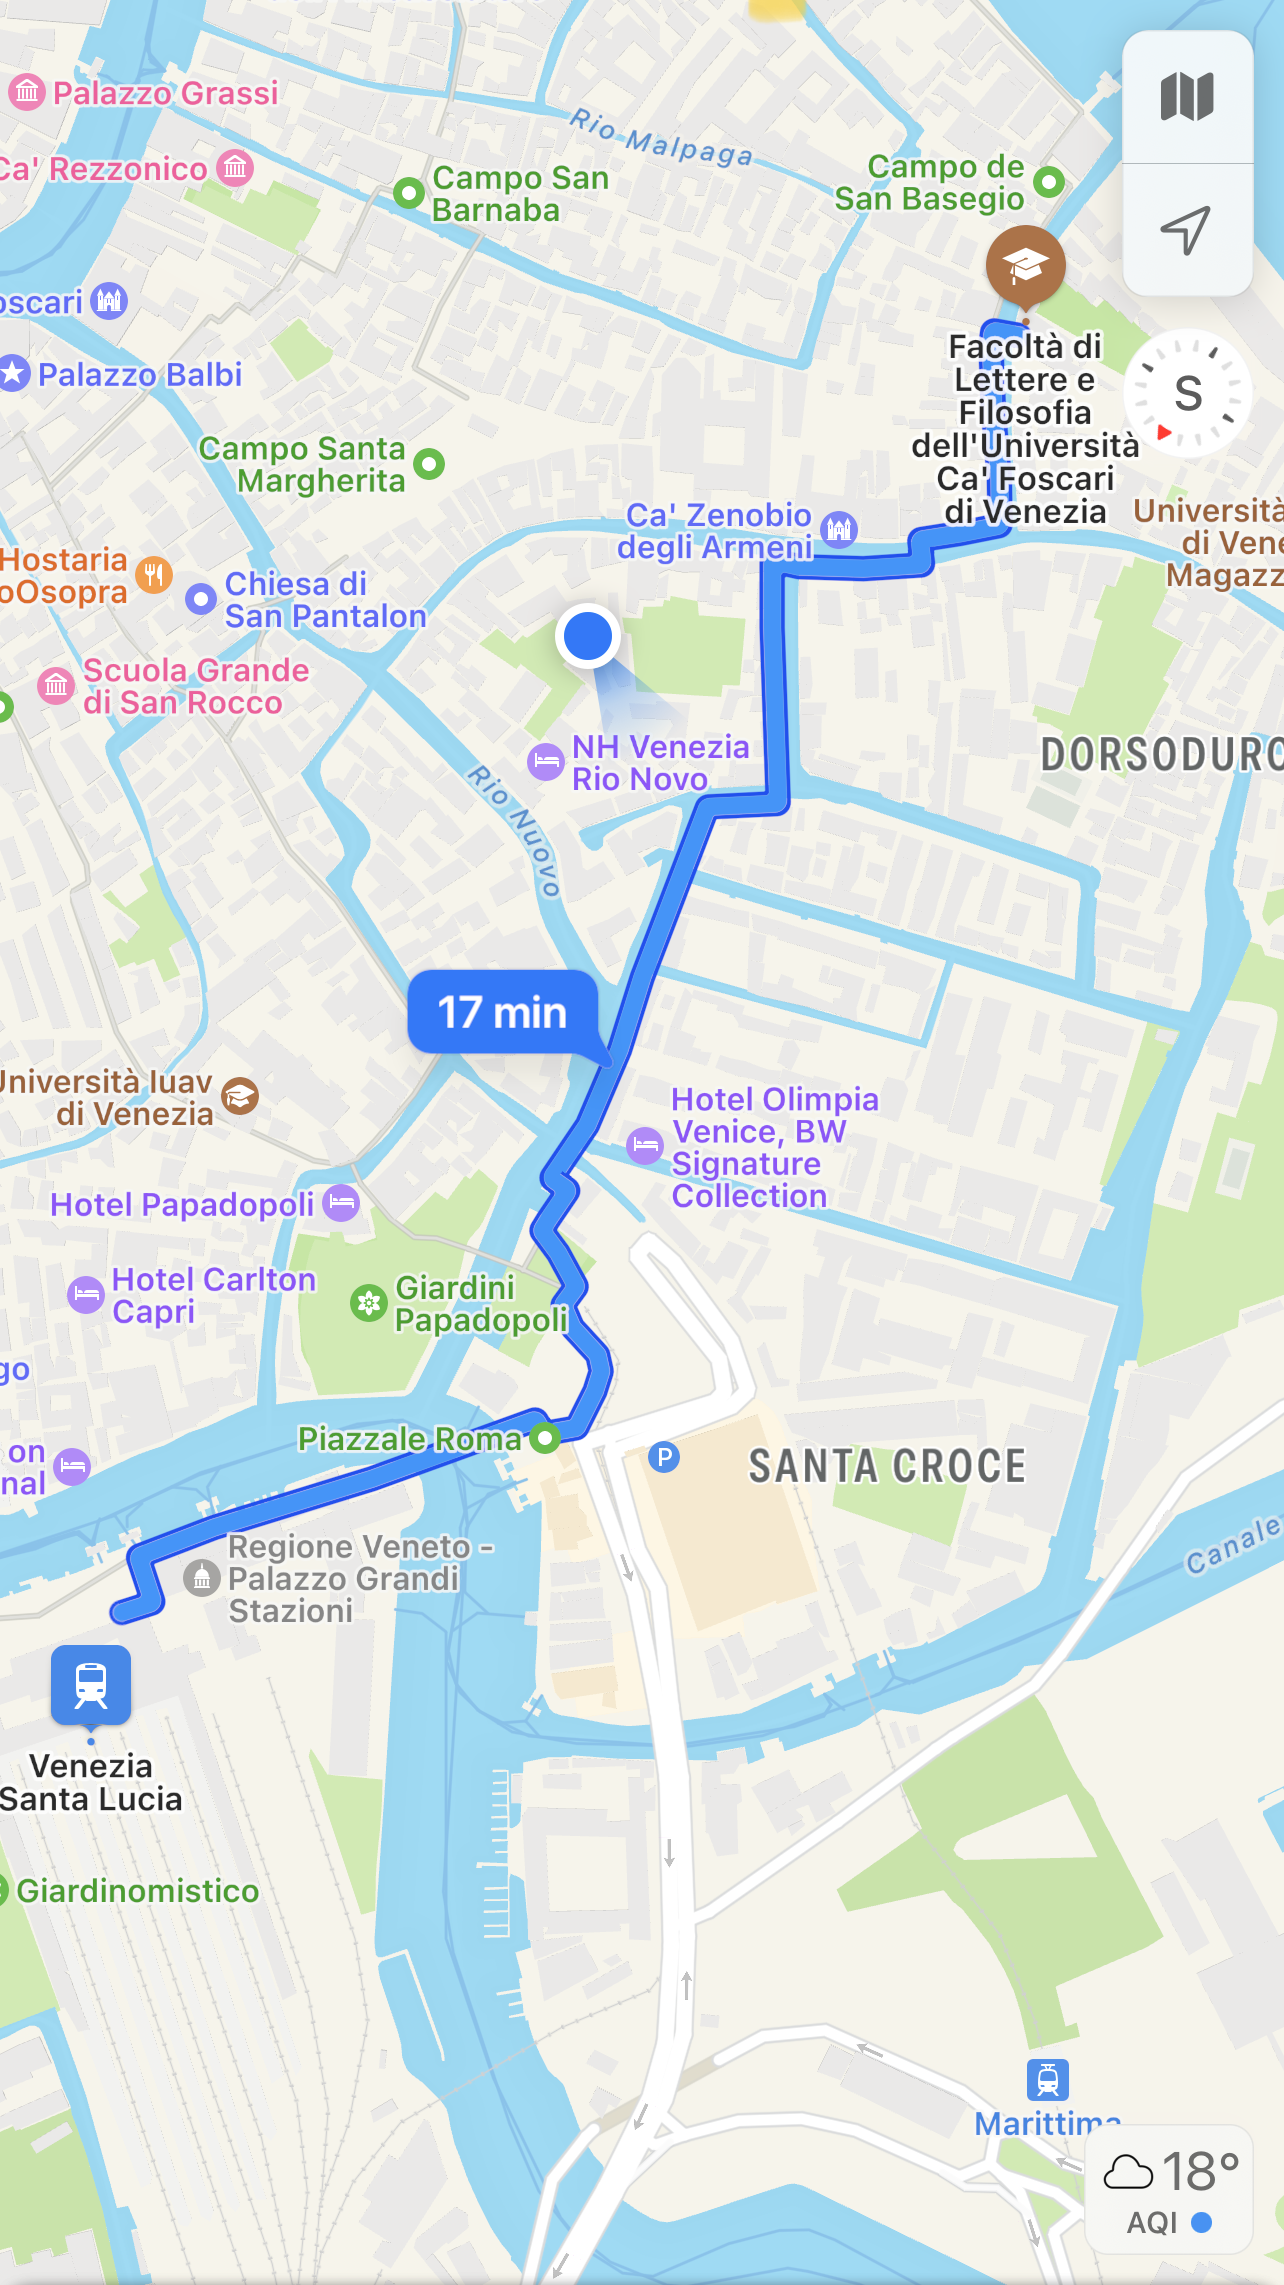 Palazzo Grassi
Ca' Rezzonico
Rio Malpaga
Campo San
Barnaba
Campo de
San Basegio
oscari
Palazzo Balbi
Facoltà di
Lettere e
Filosofia
dell'Università
Ca' Foscari
di Venezia
S
Campo Santa
Margherita
Ca' Zenobio
degli Armeni
Università
di Vene
Magazz
Hostaria
oOsopra
Chiesa di
San Pantalon
Scuola Grande
di San Rocco
NH Venezia
Rio Novo
DORSODURO
Rio Nuovo
17 min
Università Iuav
di Venezia
Hotel Olimpia
Venice, BW
Signature
Collection
Hotel Papadopoli
Hotel Carlton
Capri
Giardini
Papadopoli
go
Piazzale Roma
on
nal
P
SANTA CROCE
Regione Veneto -
Palazzo Grandi
Stazioni
Canale
Venezia
Santa Lucia
Giardinomistico
Marittima
18°
AQI